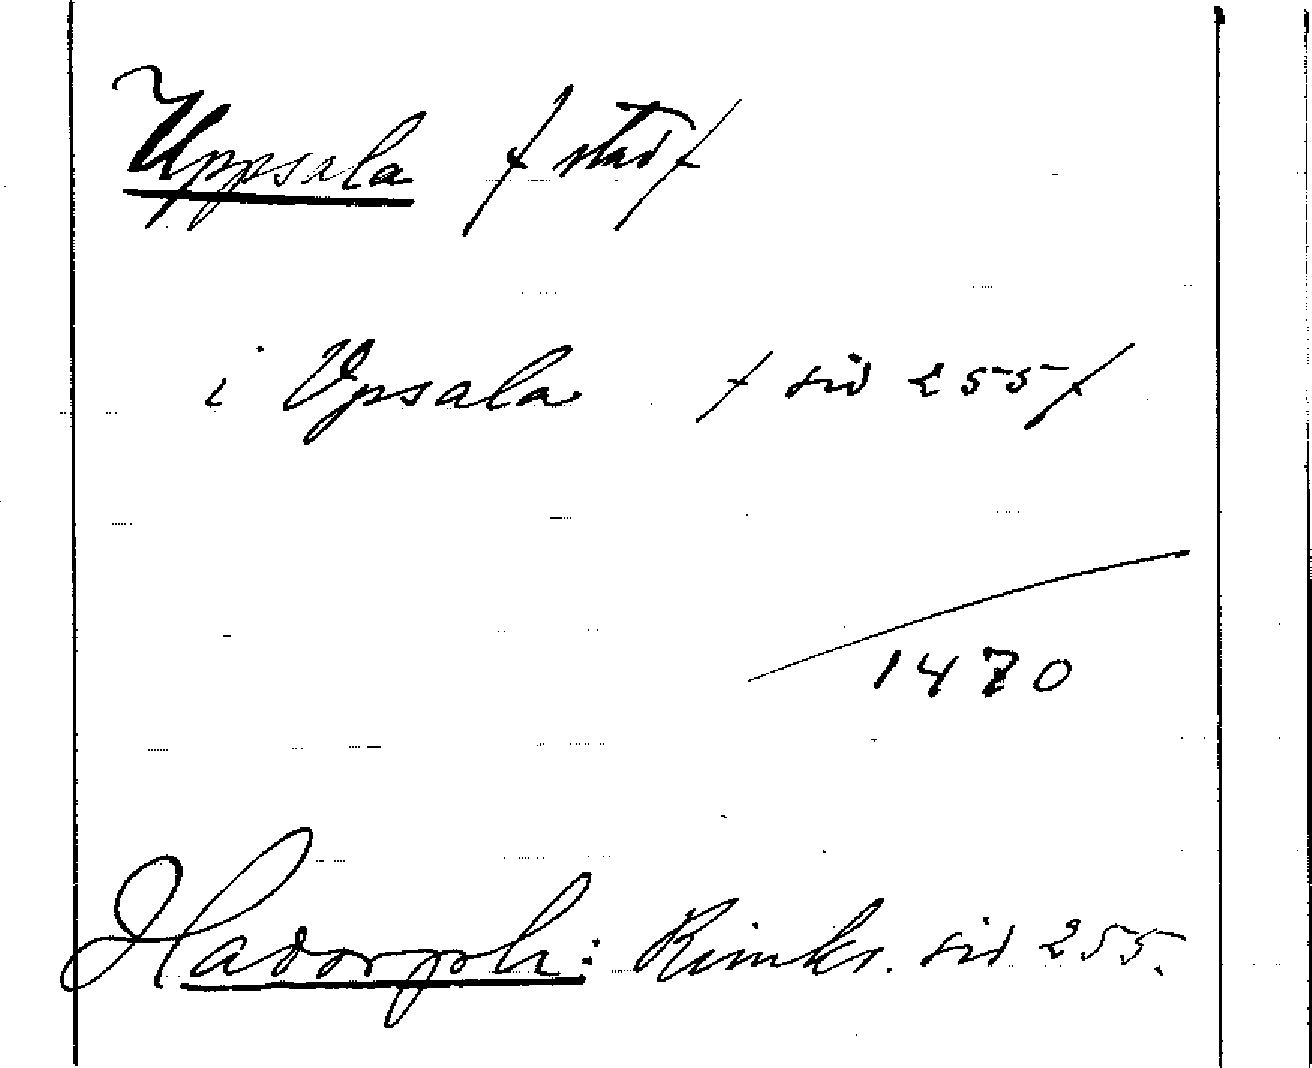 Uppsala /stad/
i Upsala /sid 255/
1470
Hadorph: Rimkr. sid 255.